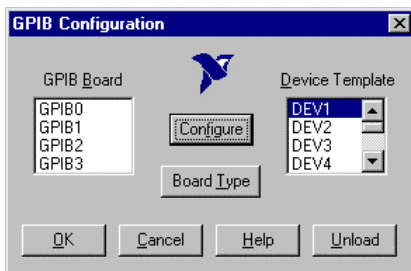 GPIB Configuration
GPIB Board
Device Template
GPIB0
GPIB1
GPIB2
GPIB3
Configure
Board Type
DEV1
DEV2
DEV3
DEV4
OK
Cancel
Help
Unload